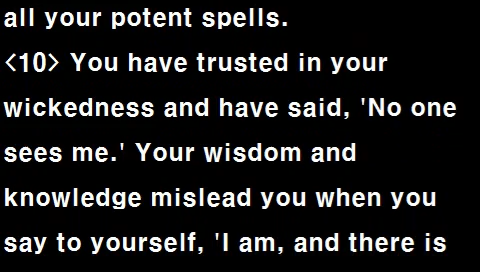 all your potent spells.
<10> You have trusted in your
wickedness and have said, 'No one
sees me.' Your wisdom and
knowledge mislead you when you
say to yourself, 'I am, and there is